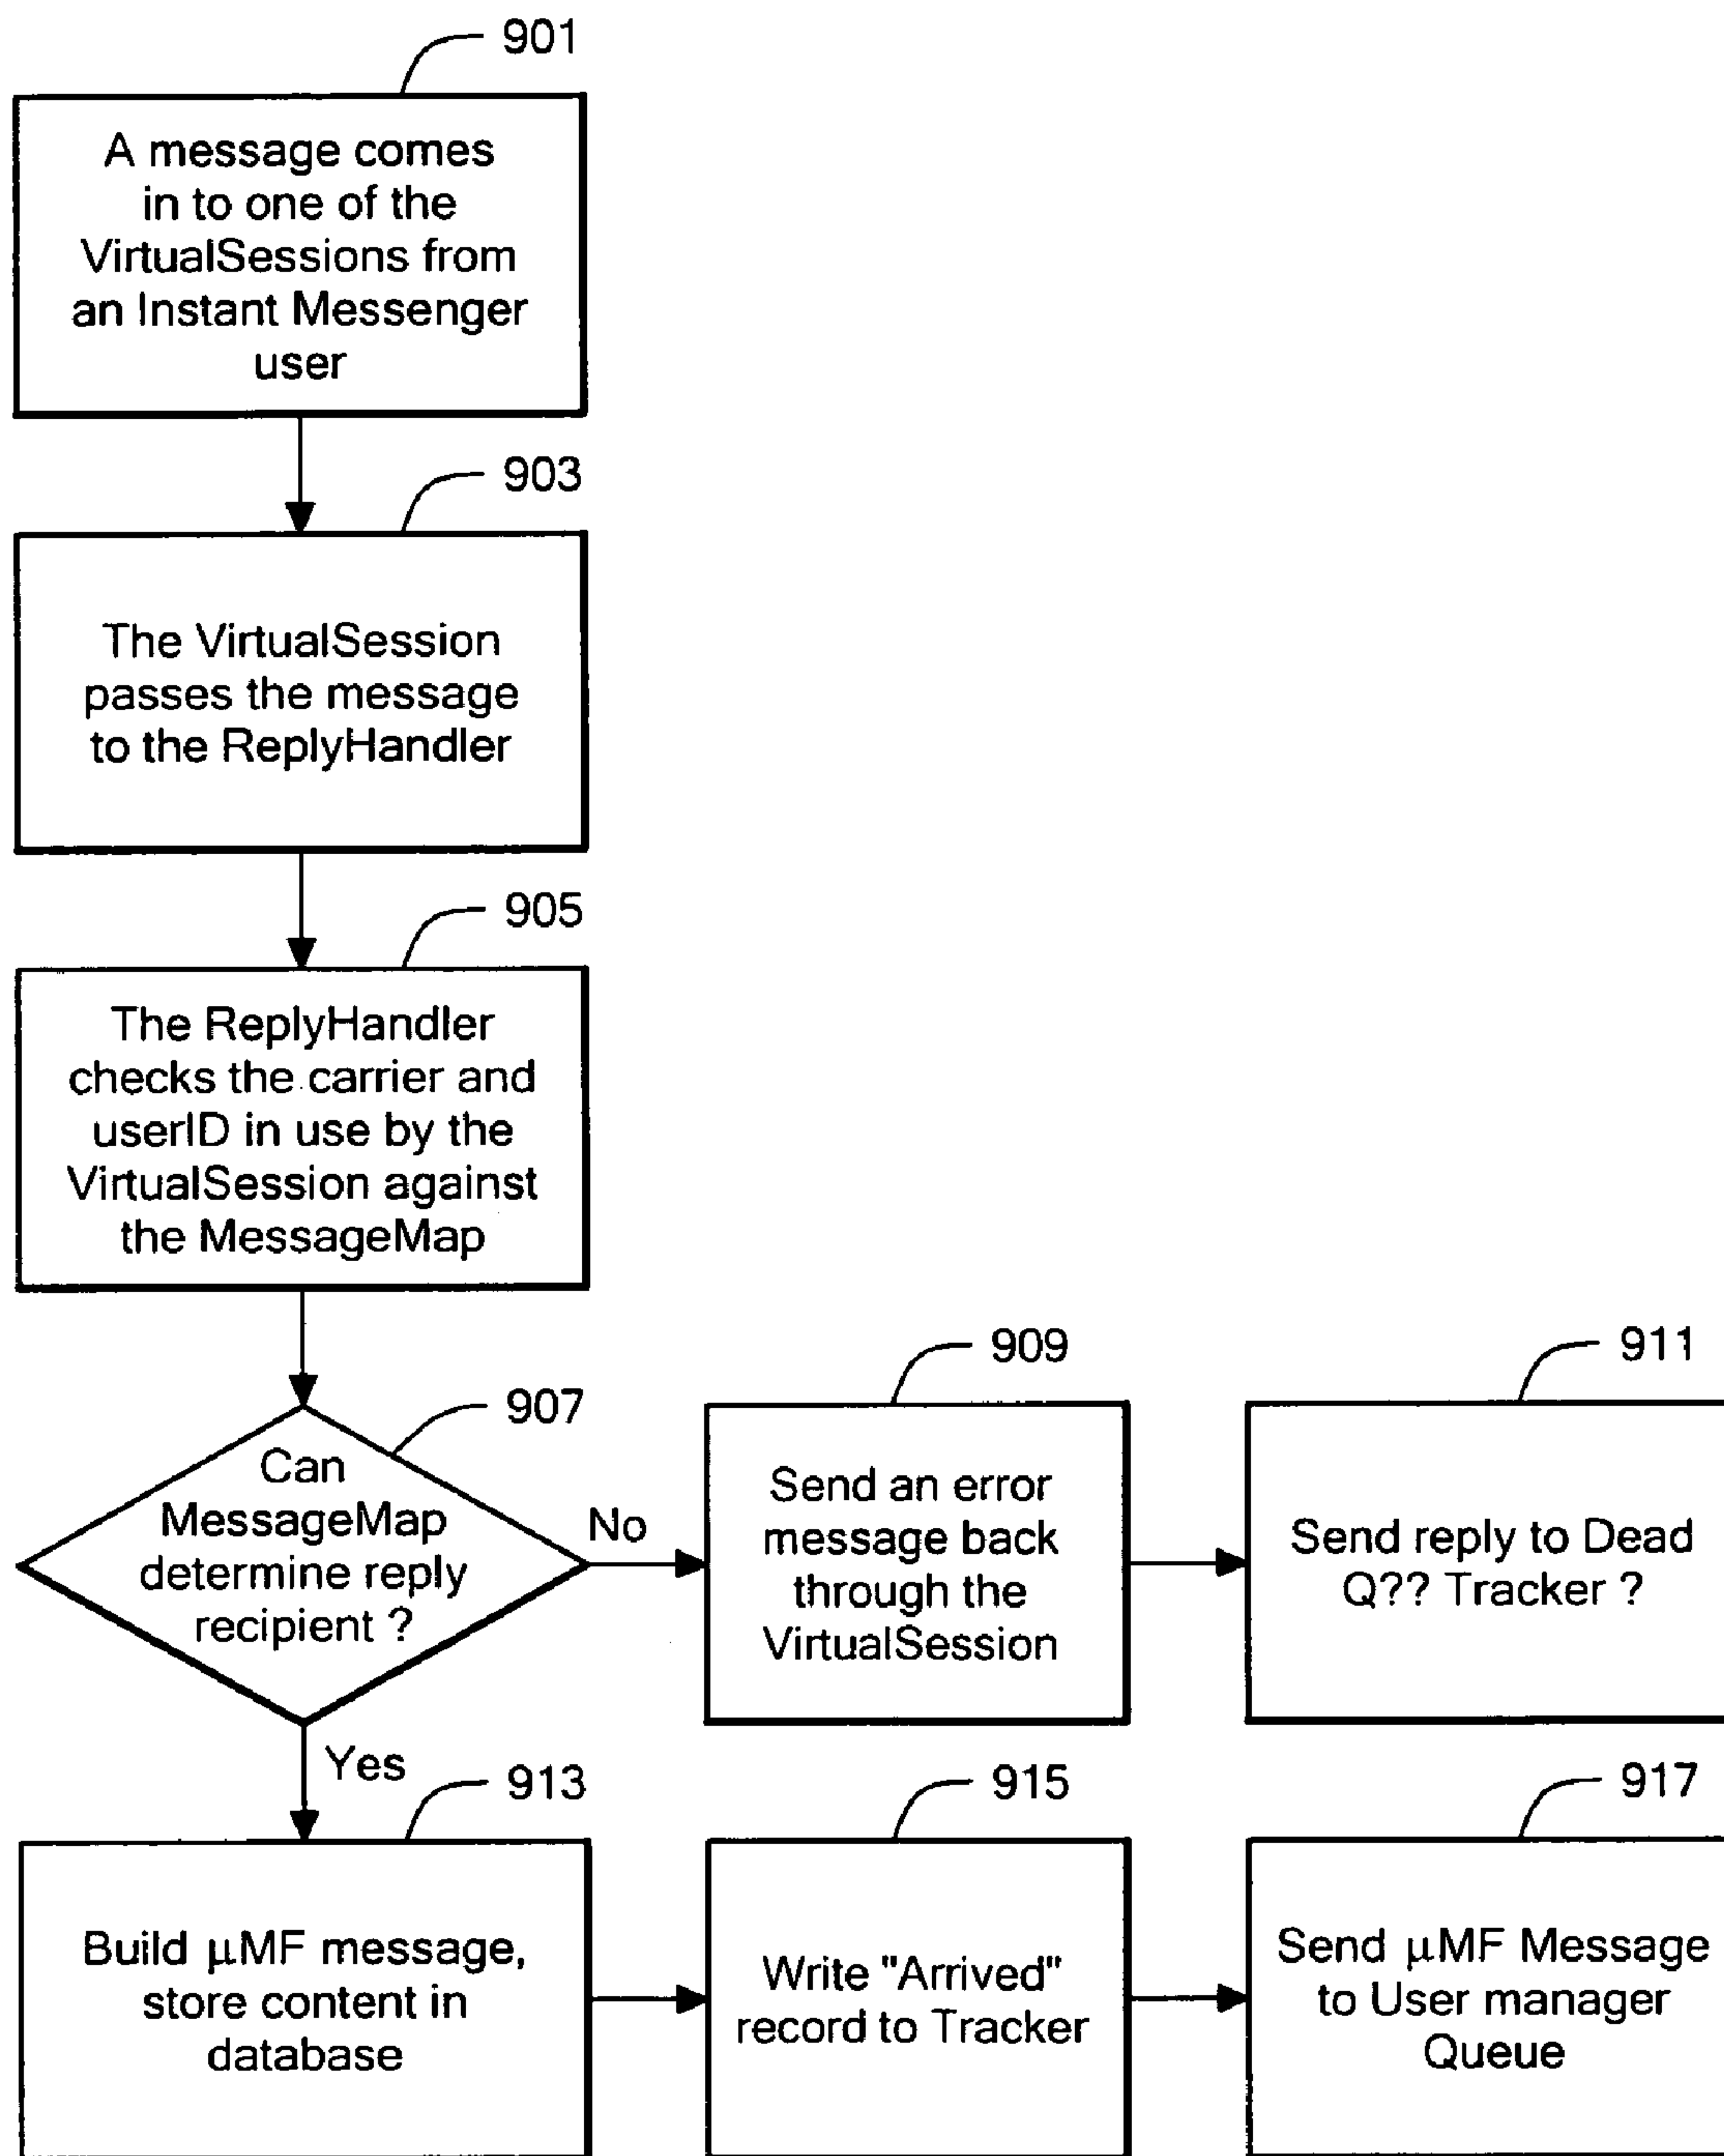 901
A message comes
in to one of the
VirtualSessions from
an Instant Messenger
user
903
The VirtualSession
passes the message
to the ReplyHandler
905
The ReplyHandler
checks the carrier and
userID in use by the
VirtualSession against
the MessageMap
907
Can
MessageMap
determine reply
recipient ?
No
909
Send an error
message back
through the
VirtualSession
911
Send reply to Dead
Q?? Tracker ?
Yes
913
Build μMF message,
store content in
database
915
Write "Arrived"
record to Tracker
917
Send μMF Message
to User manager
Queue